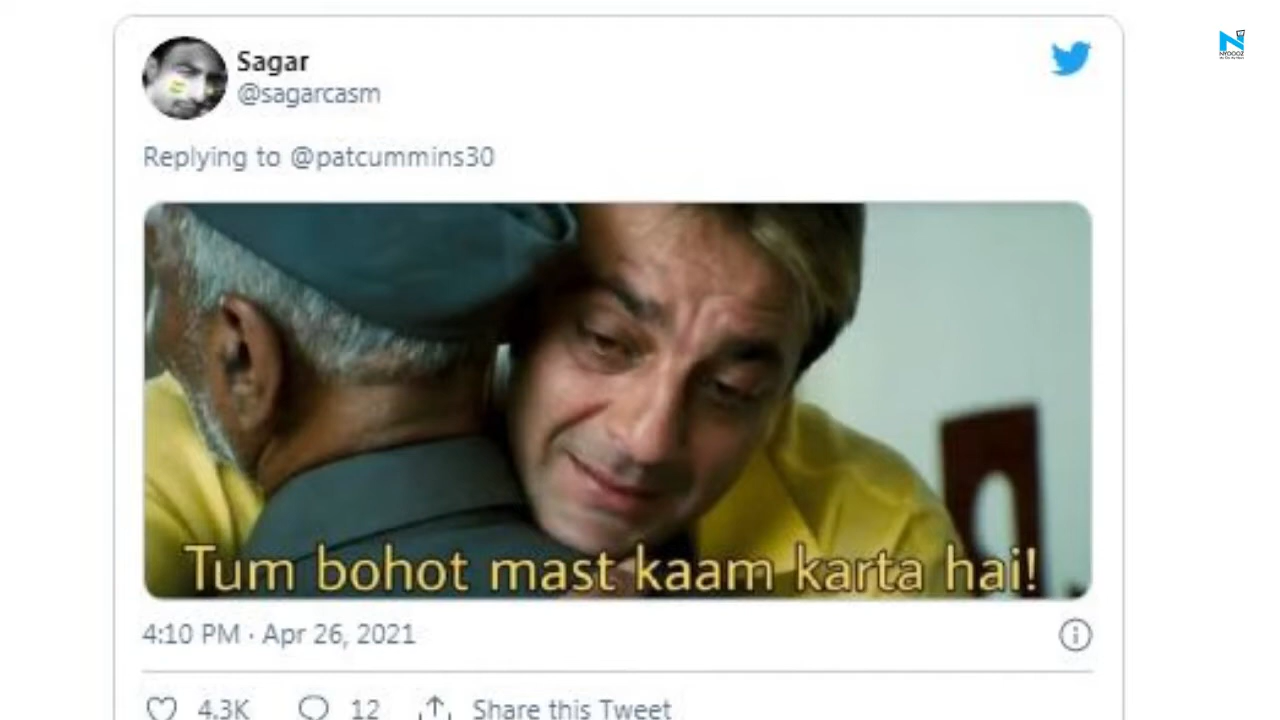 Sagar
@sagarcasm
NYOOOZ
Replying to @patcummins30
Tum bohot mast kaam karta hai!
4:10 PM · Apr 26, 2021
4.3K 12 Share this Tweet